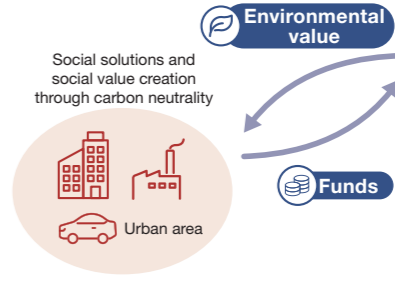 Environmental
value
Social solutions and
social value creation
through carbon neutrality
Funds
Urban area